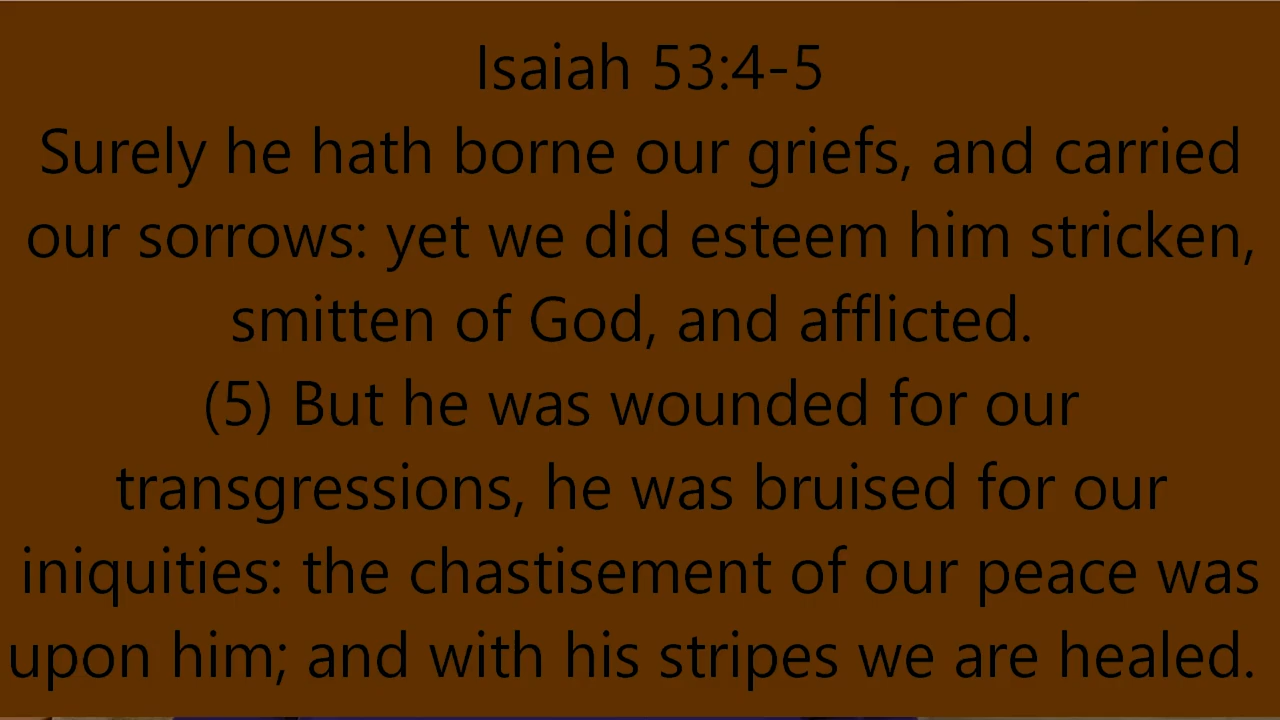 Isaiah 53:4-5
Surely he hath borne our griefs, and carried
our sorrows: yet we did esteem him stricken,
smitten of God, and afflicted.
(5) But he was wounded for our
transgressions, he was bruised for our
iniquities: the chastisement of our peace was
upon him; and with his stripes we are healed.